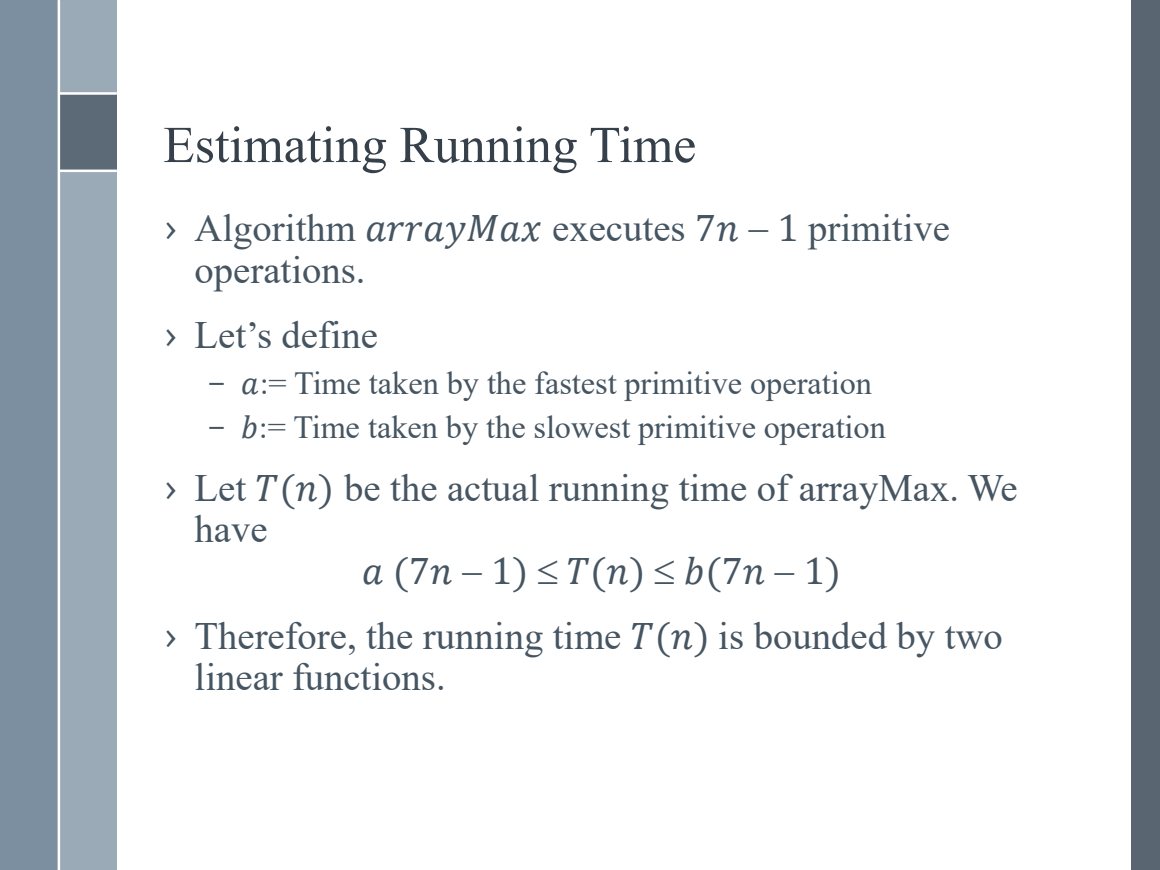 Estimating Running Time
› Algorithm 𝑎𝑟𝑟𝑎𝑦𝑀𝑎𝑥 executes 7𝑛 − 1 primitive
operations.
› Let’s define
– 𝑎:= Time taken by the fastest primitive operation
– 𝑏:= Time taken by the slowest primitive operation
› Let 𝑇(𝑛) be the actual running time of arrayMax. We
have
𝑎 (7𝑛 − 1) ≤ 𝑇(𝑛) ≤ 𝑏(7𝑛 − 1)
› Therefore, the running time 𝑇(𝑛) is bounded by two
linear functions.